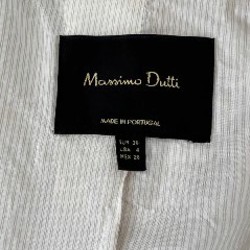 Massimo Dutti
MADE IN PORTUGAL
EUR 36
USA 4
MEX 26